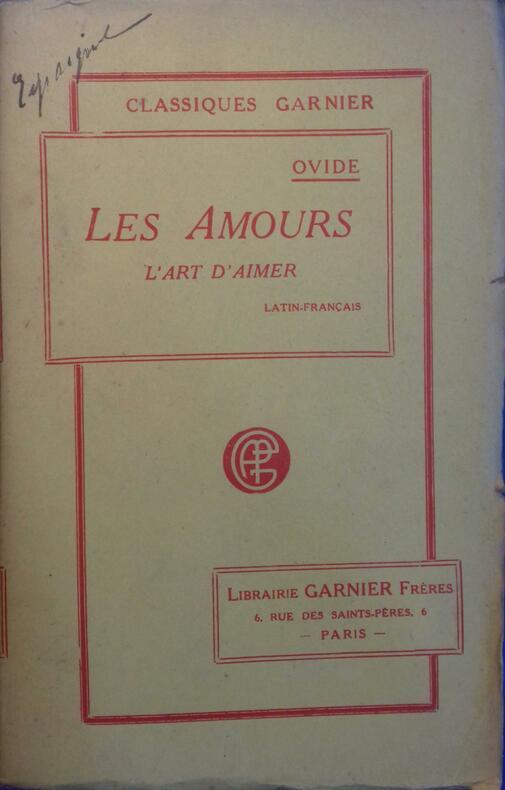 Espagne
CLASSIQUES GARNIER
OVIDE
LES AMOURS
L'ART D'AIMER
LATIN-FRANÇAIS
LIBRAIRIE GARNIER FRÈRES
6, RUE DES SAINTS-PÈRES, 6
— PARIS —